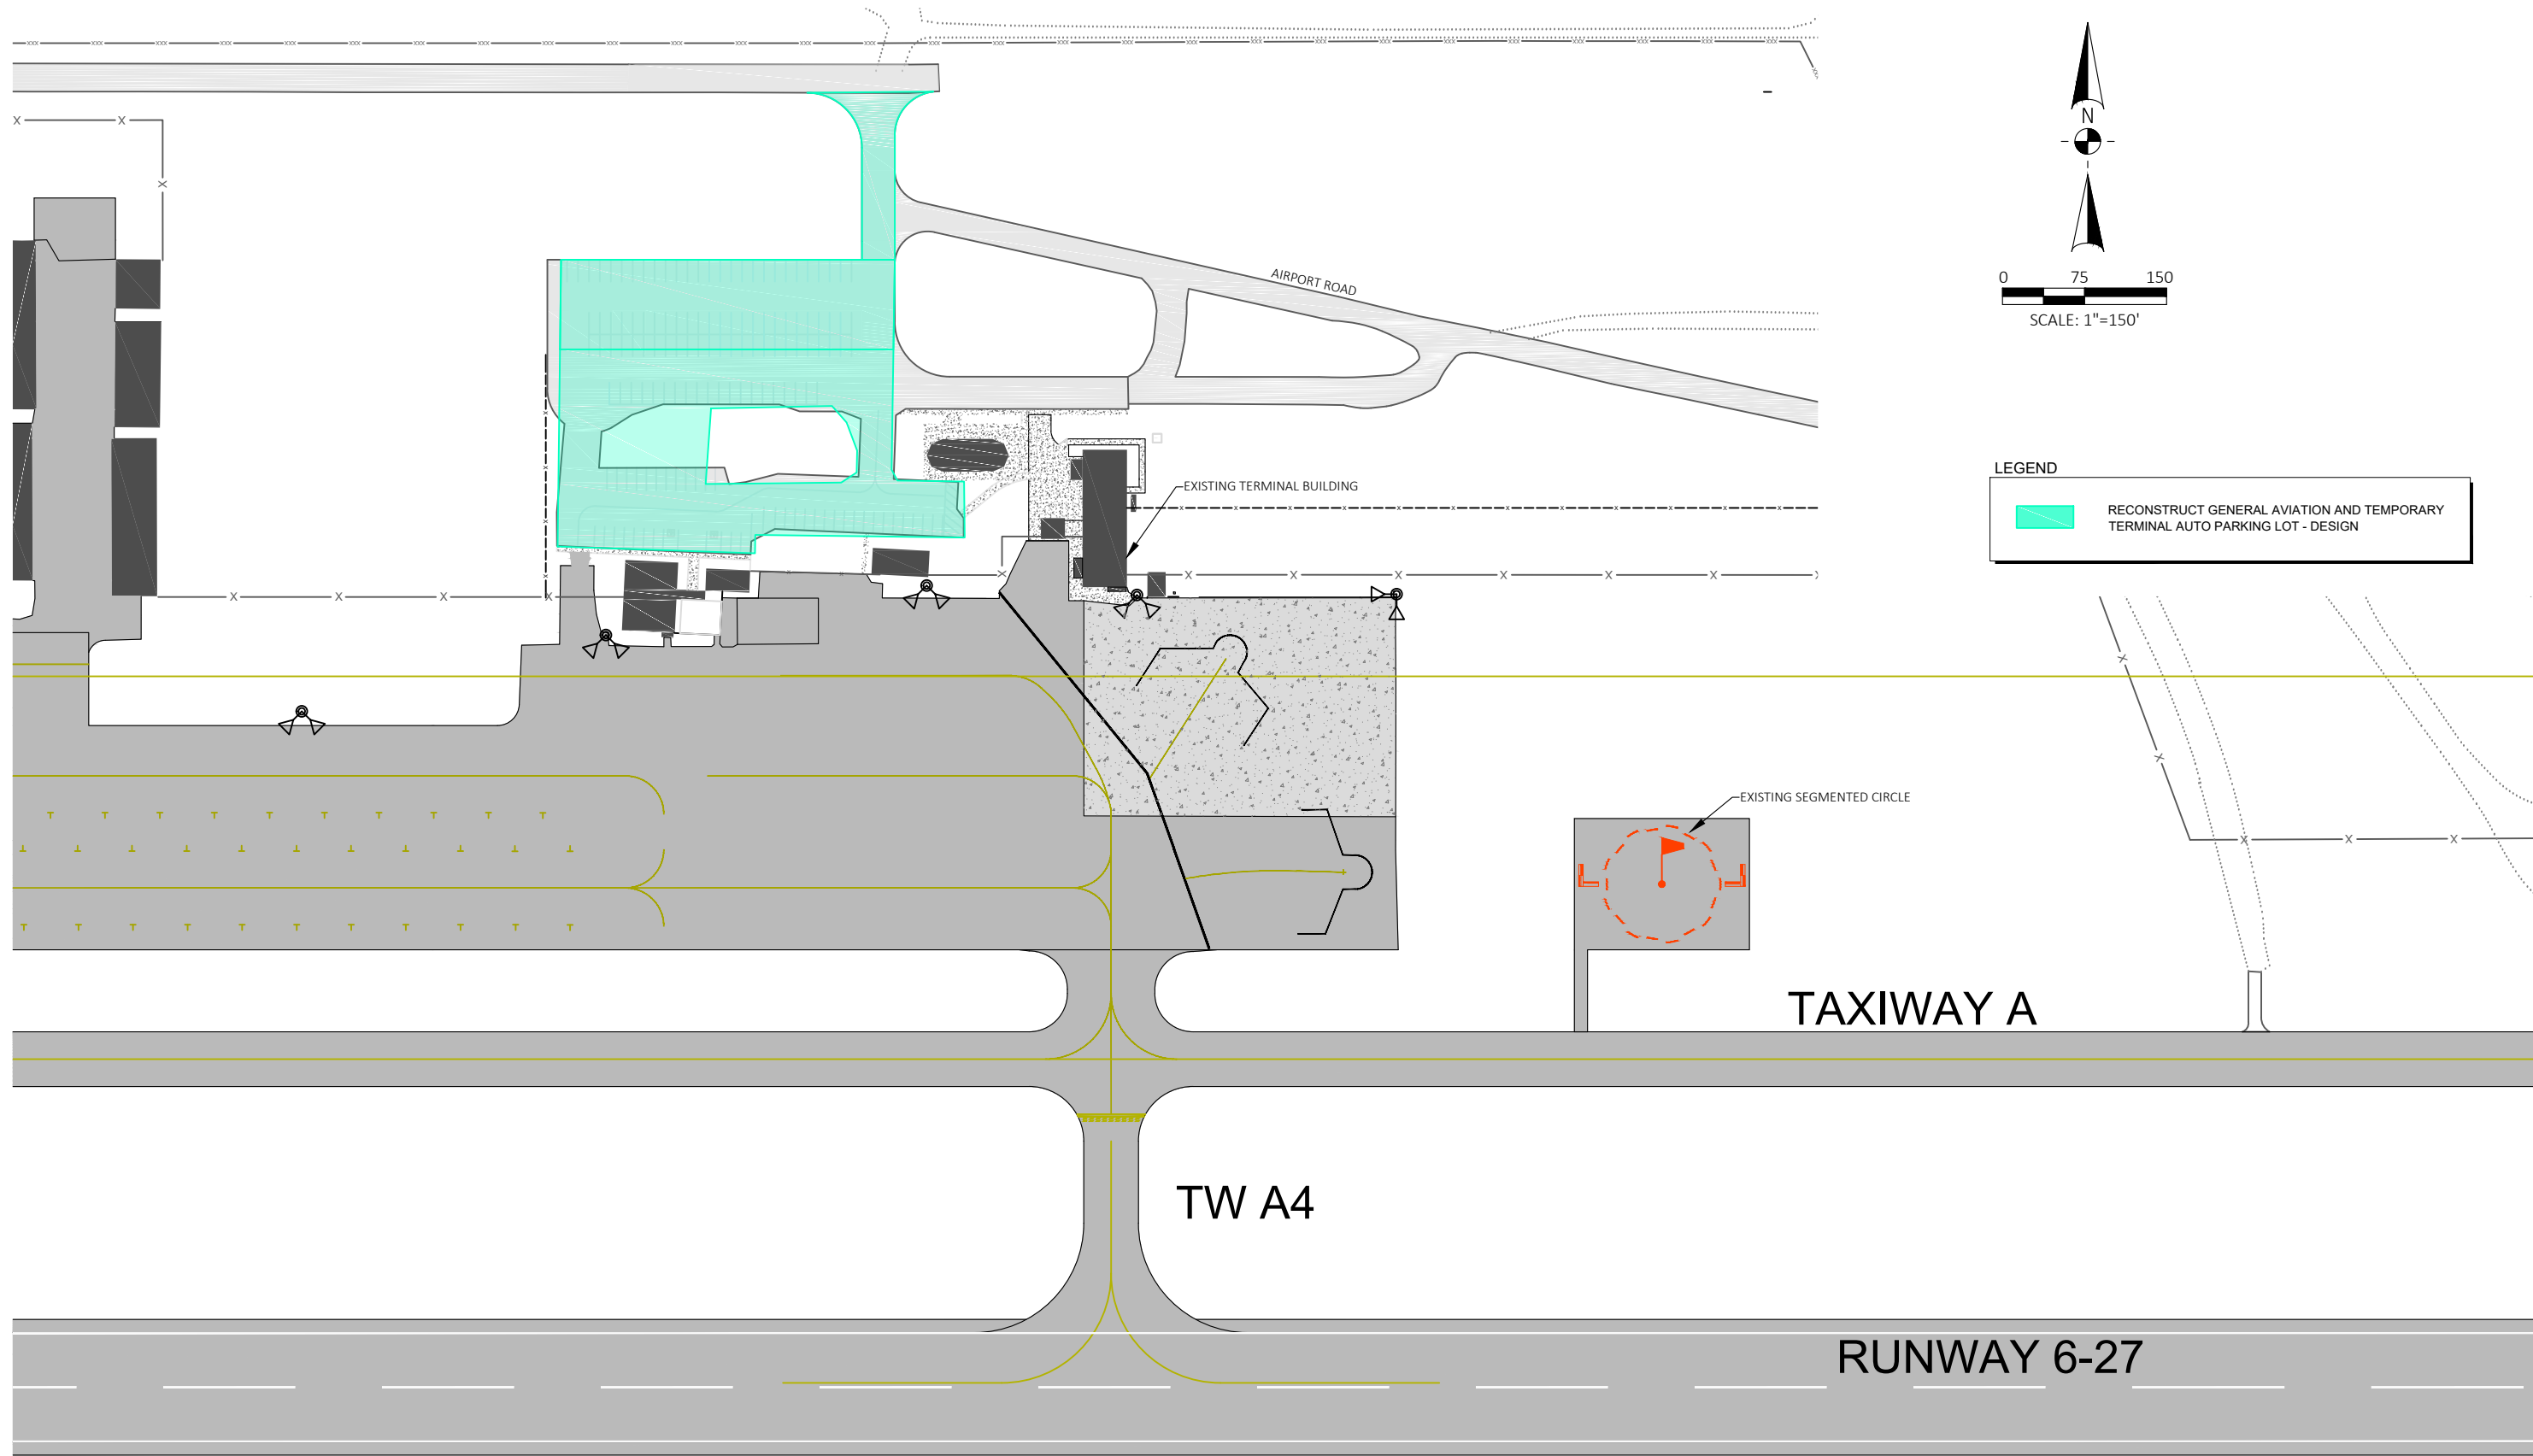 N
0 75 150
SCALE: 1"=150'
AIRPORT ROAD
LEGEND
RECONSTRUCT GENERAL AVIATION AND TEMPORARY
TERMINAL AUTO PARKING LOT - DESIGN
EXISTING TERMINAL BUILDING
EXISTING SEGMENTED CIRCLE
TAXIWAY A
TW A4
RUNWAY 6-27